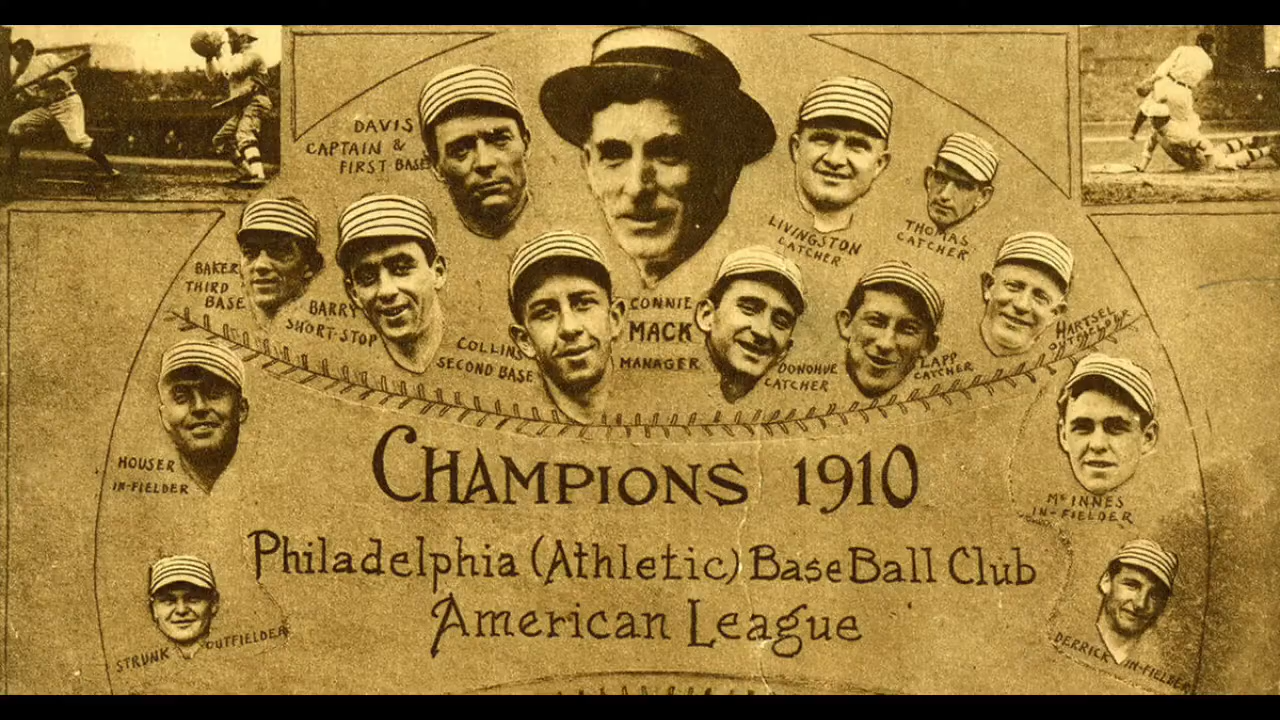 DAVIS
CAPTAIN &
FIRST BASE
LIVINGSTON
CATCHER
THOMAS
CATCHER
BAKER
THIRD
BASE
BARRY
SHORT-STOP
COLLINS
SECOND BASE
CONNIE
MACK
MANAGER
DONOHUE
CATCHER
LAPP
CATCHER
HARTSEL
OUTFIELDER
HOUSER
IN-FIELDER
CHAMPIONS 1910
McINNES
IN-FIELDER
Philadelphia (Athletic) BaseBall Club
American League
STRUNK OUTFIELDER
DERRICK IN-FIELDER